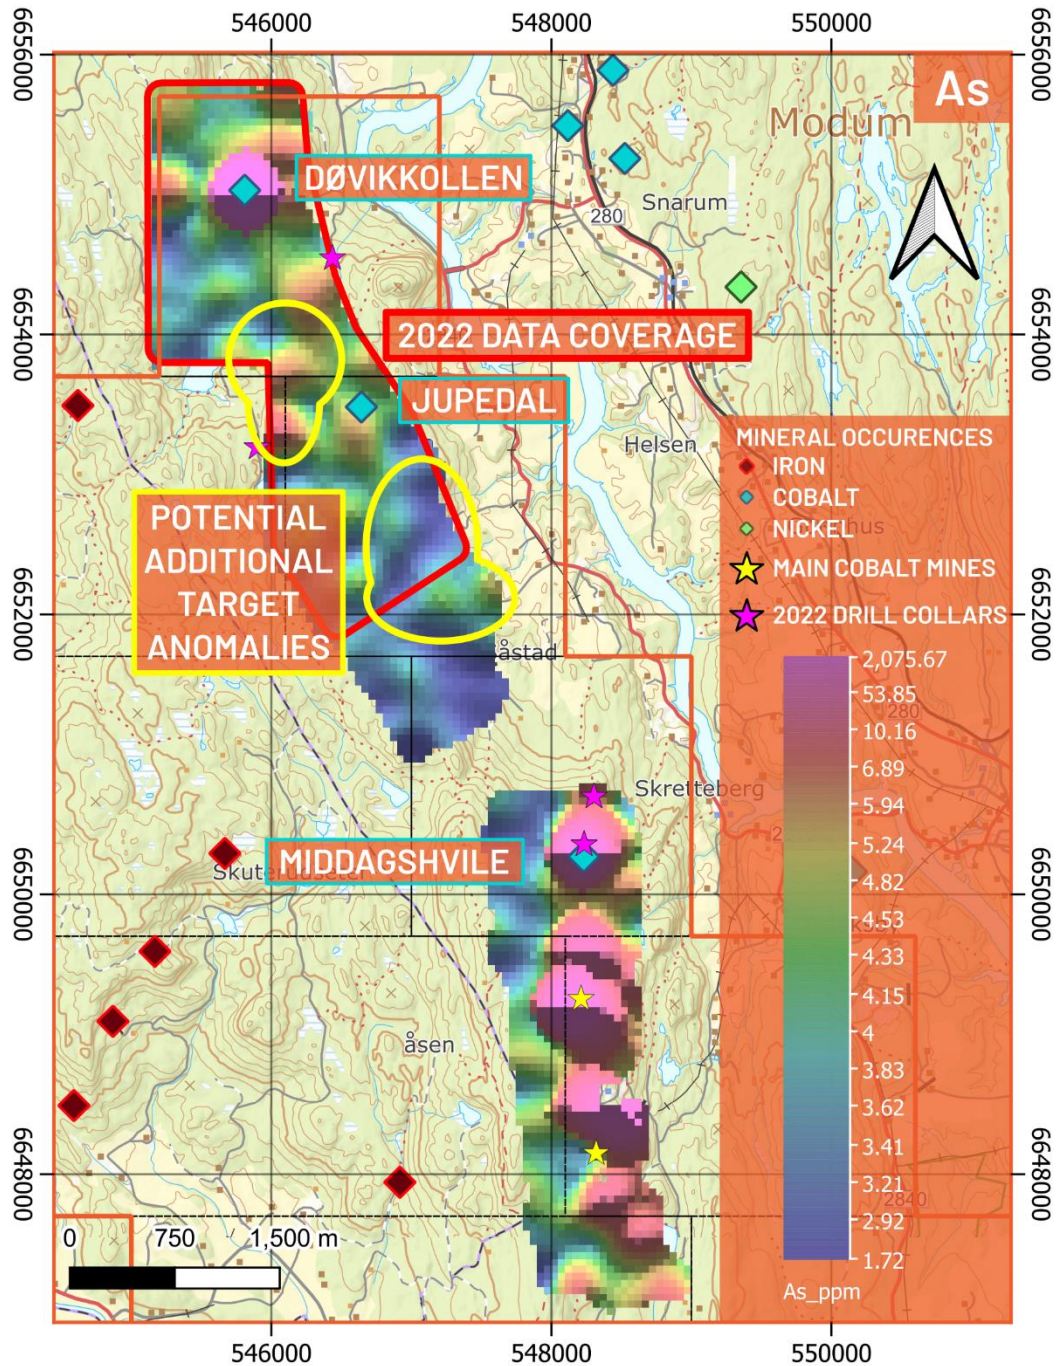 546000
548000
550000
6656000
6656000
As
Modum
DØVIKKOLLEN
Snarum
280
6654000
2022 DATA COVERAGE
6654000
JUPEDAL
Helsen
MINERAL OCCURENCES
IRON
COBALT
NICKEL
MAIN COBALT MINES
2022 DRILL COLLARS
POTENTIAL
ADDITIONAL
TARGET
ANOMALIES
6652000
6652000
åstad
280
Skretteberg
MIDDAGSHVILE
6650000
6650000
åsen
6648000
6648000
2840
2,075.67
53.85
10.16
6.89
5.94
5.24
4.82
4.53
4.33
4.15
4
3.83
3.62
3.41
3.21
2.92
1.72
As_ppm
0
750
1,500 m
546000
548000
550000